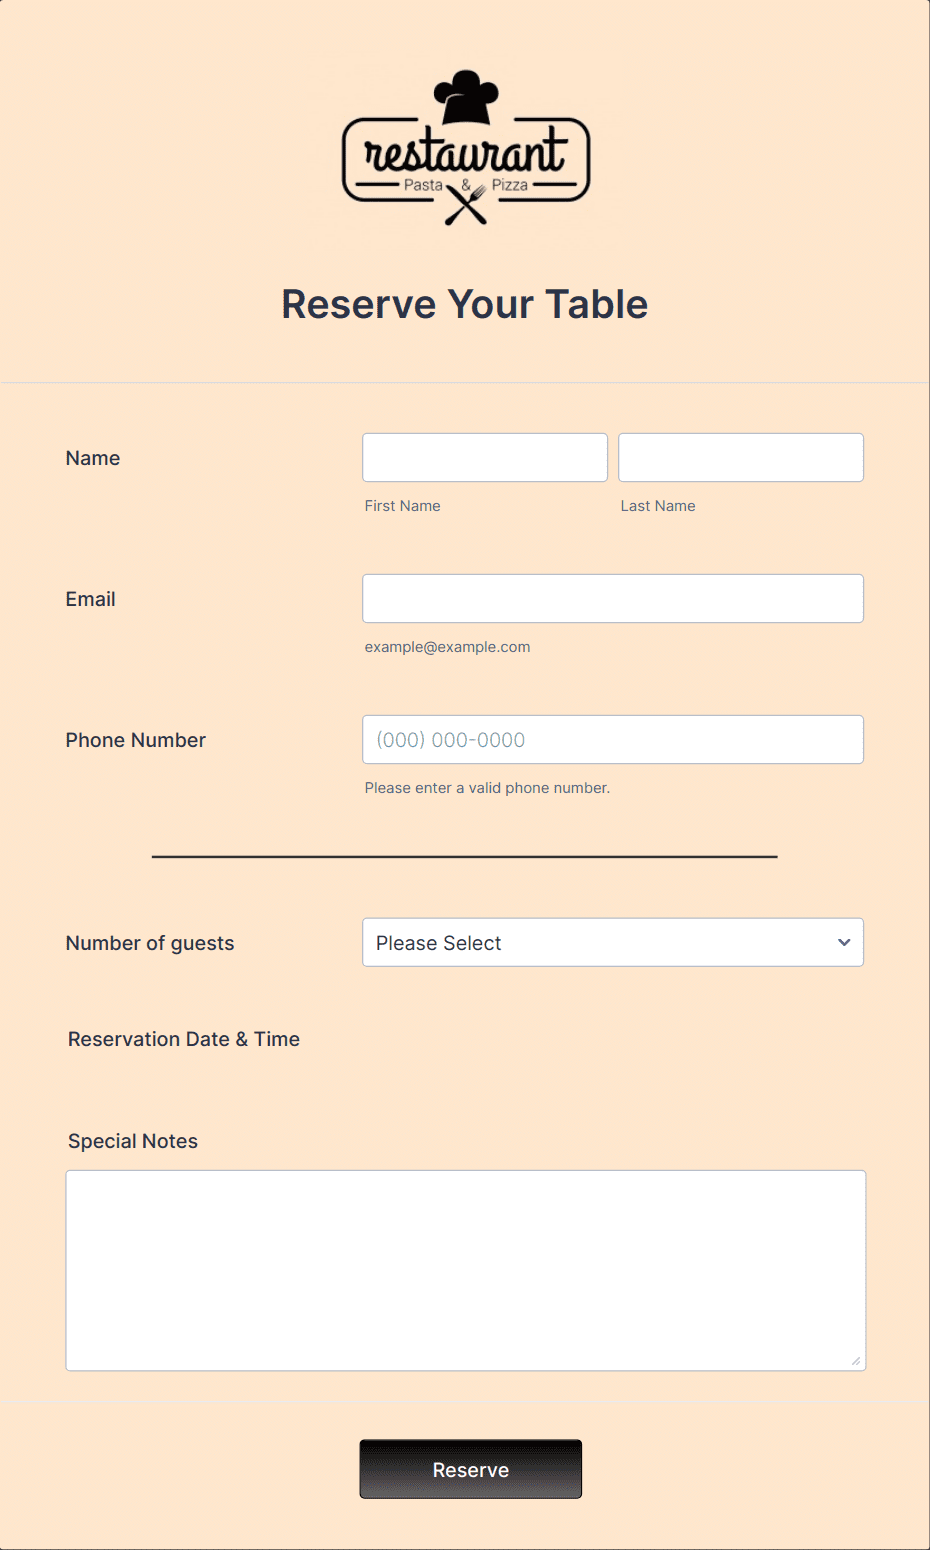 restaurant
Pasta & Pizza
Reserve Your Table
Name
First Name
Last Name
Email
example@example.com
Phone Number
(000) 000-0000
Please enter a valid phone number.
Number of guests
Please Select
Reservation Date & Time
Special Notes
Reserve